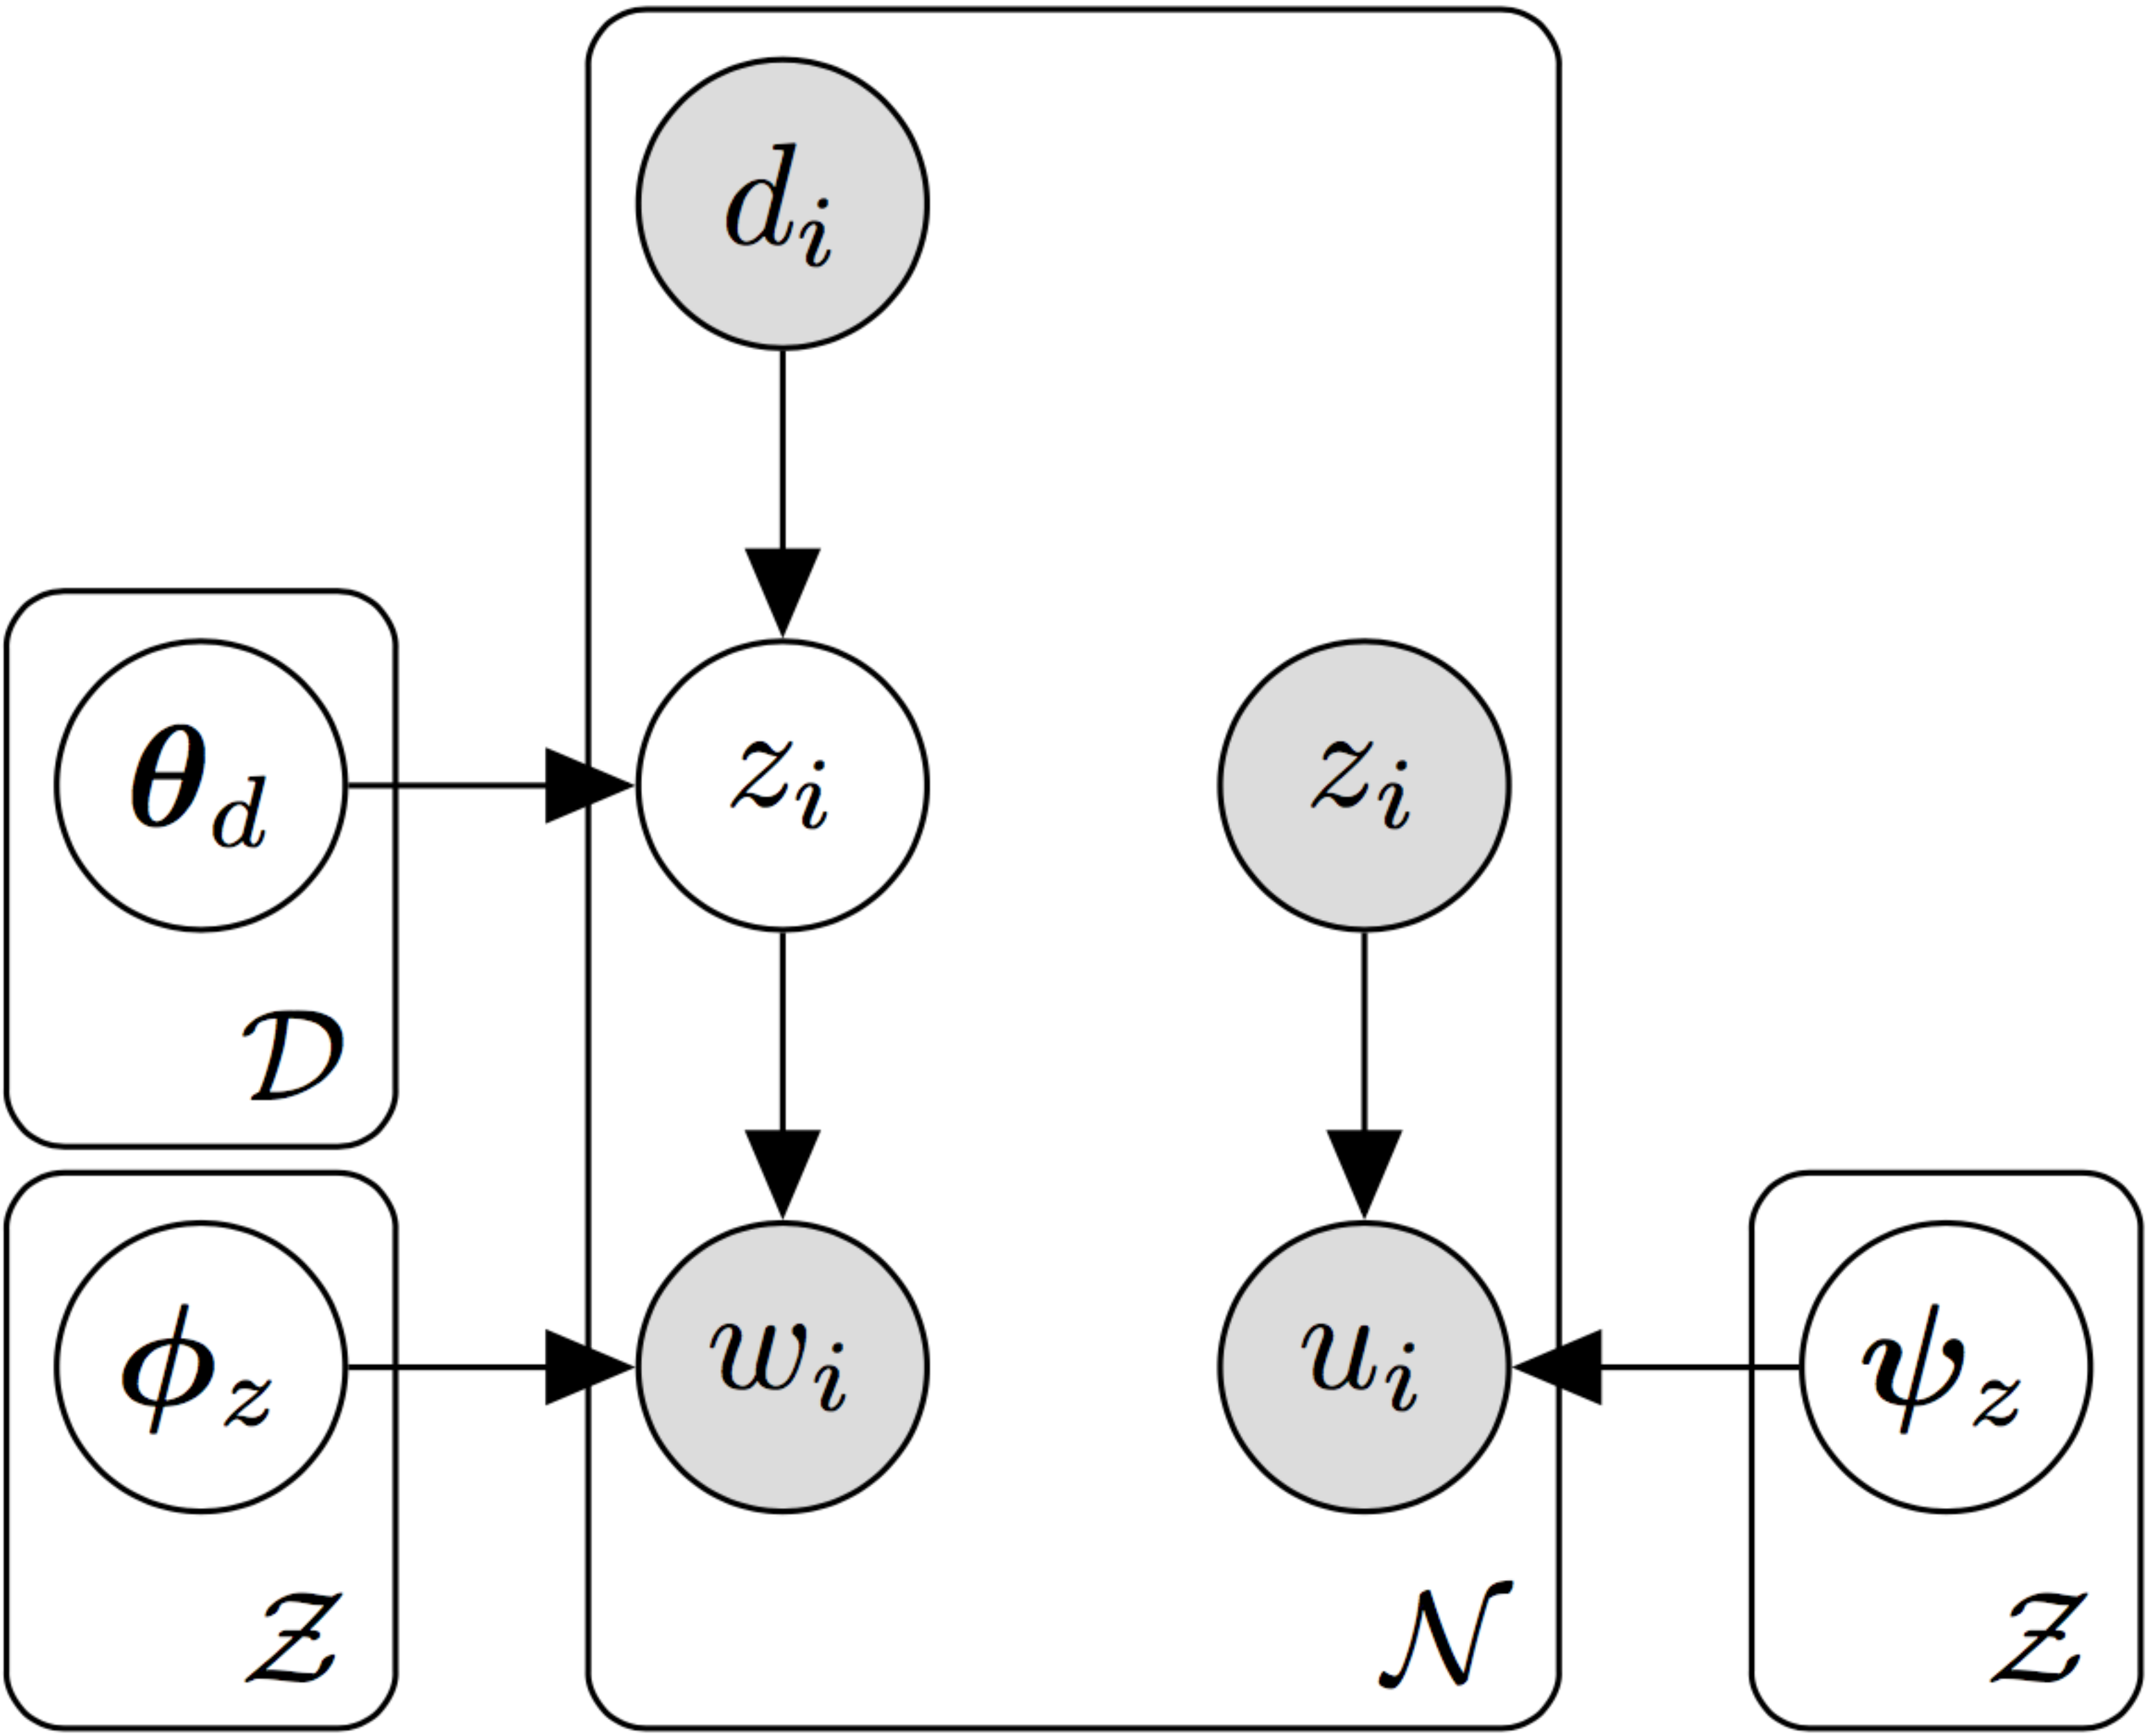 d_i
θ_d z_i z_i
𝒟
ϕ_z w_i u_i ψ_z
𝒵 𝒩 𝒵